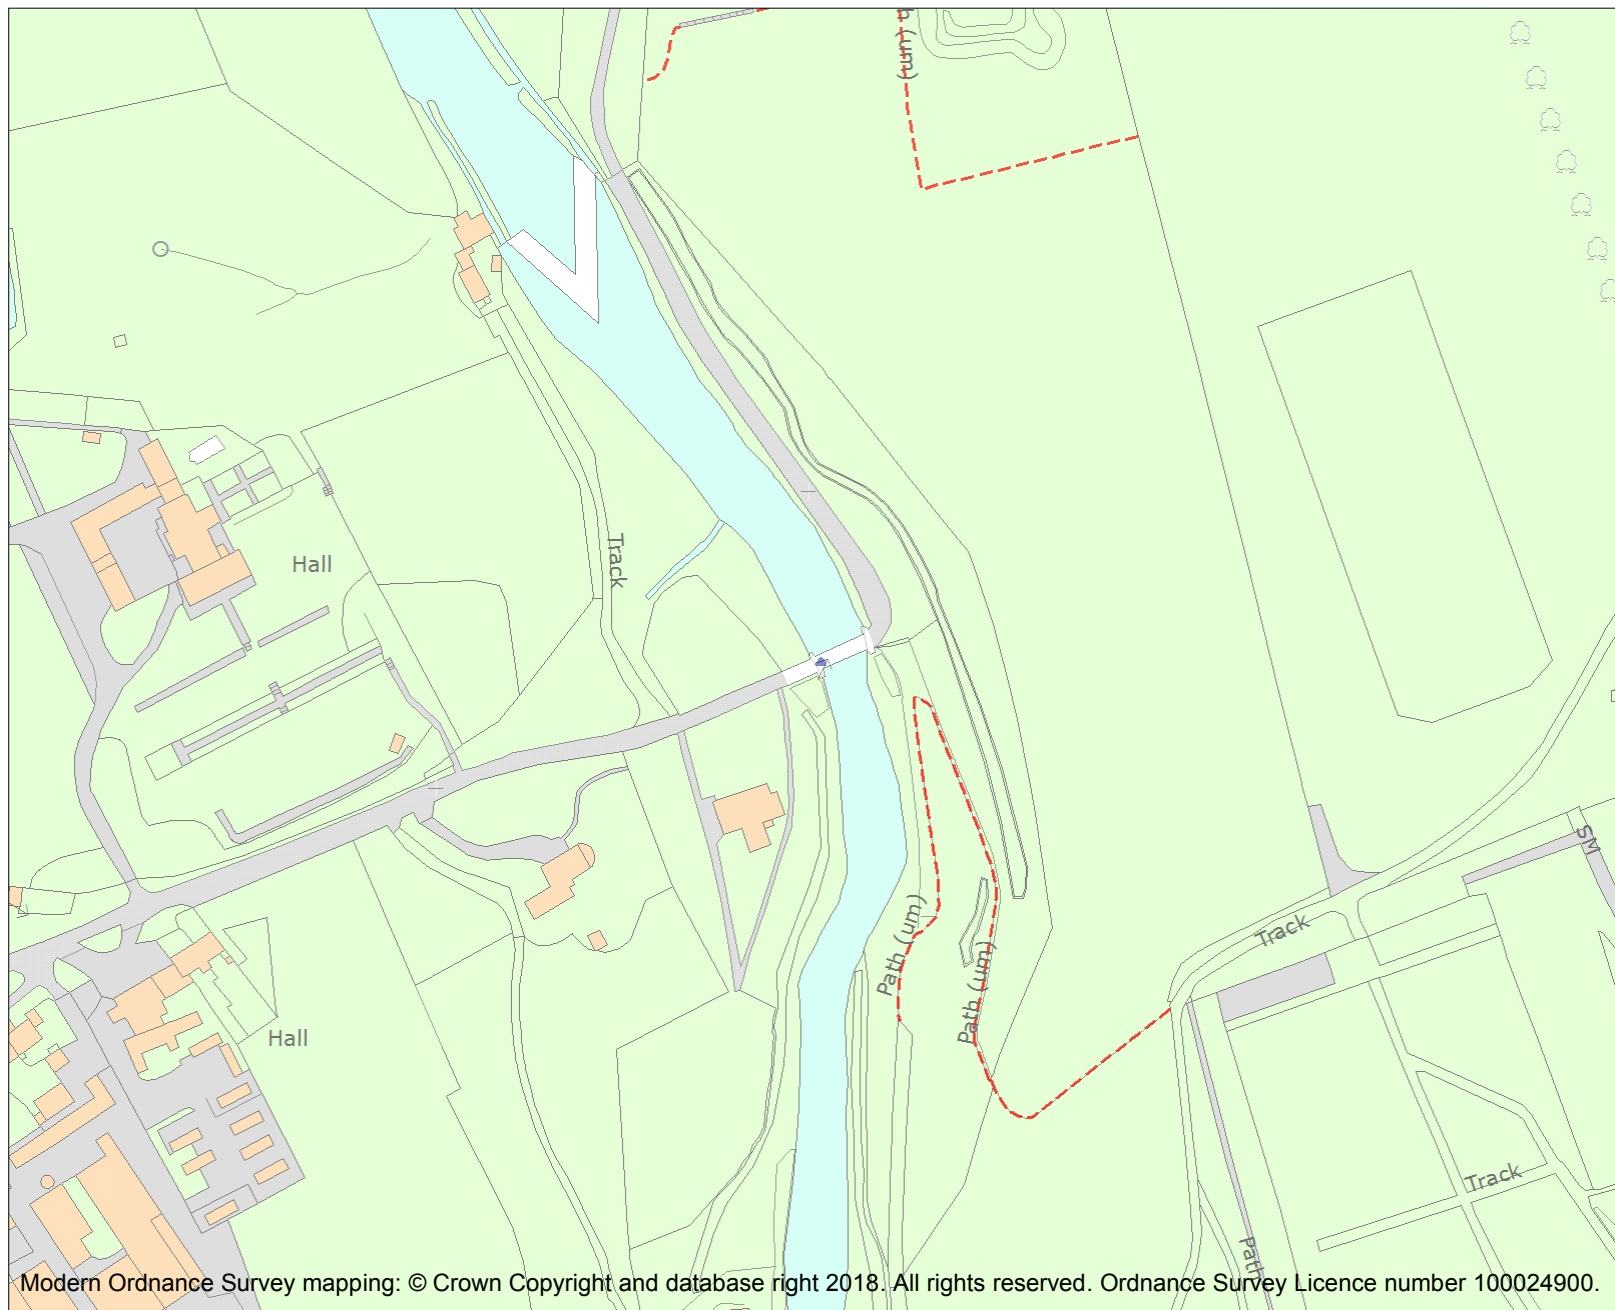 h (um)
Track
Hall
SM
Path (um)
Track
Path (um)
Hall
Track
Path
Modern Ordnance Survey mapping: © Crown Copyright and database right 2018. All rights reserved. Ordnance Survey Licence number 100024900.